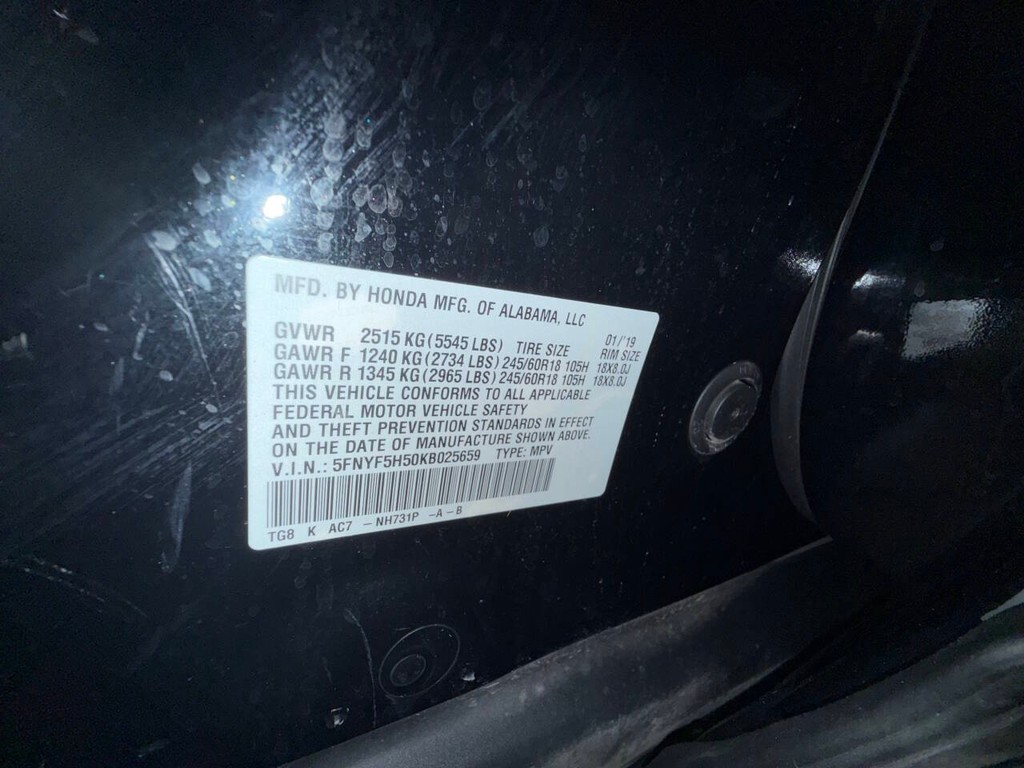 MFD. BY HONDA MFG. OF ALABAMA, LLC
01/'19
GVWR 2515 KG (5545 LBS) TIRE SIZE RIM SIZE
GAWR F 1240 KG (2734 LBS) 245/60R18 105H 18X8.0J
GAWR R 1345 KG (2965 LBS) 245/60R18 105H 18X8.0J
THIS VEHICLE CONFORMS TO ALL APPLICABLE
FEDERAL MOTOR VEHICLE SAFETY
AND THEFT PREVENTION STANDARDS IN EFFECT
ON THE DATE OF MANUFACTURE SHOWN ABOVE.
V.I.N.: 5FNYF5H50KB025659 TYPE: MPV
TG8 K AC7 – NH731P –A – B